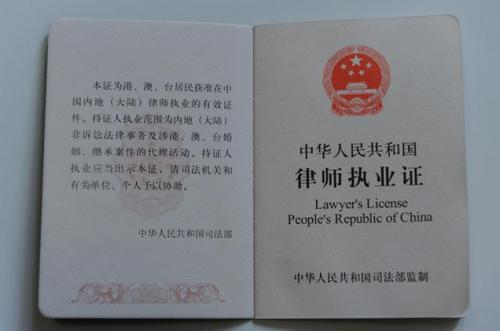 本证为港、澳、台居民获准在中
国内地（大陆）律师执业的有效证
件。持证人执业范围为内地（大陆）
非诉讼法律事务及涉港、澳、台婚
姻、继承案件的代理活动。持证人
执业应当出示本证，请司法机关和
有关单位、个人予以协助。
中华人民共和国司法部
中华人民共和国
律师执业证
Lawyer's License
People's Republic of China
中华人民共和国司法部监制